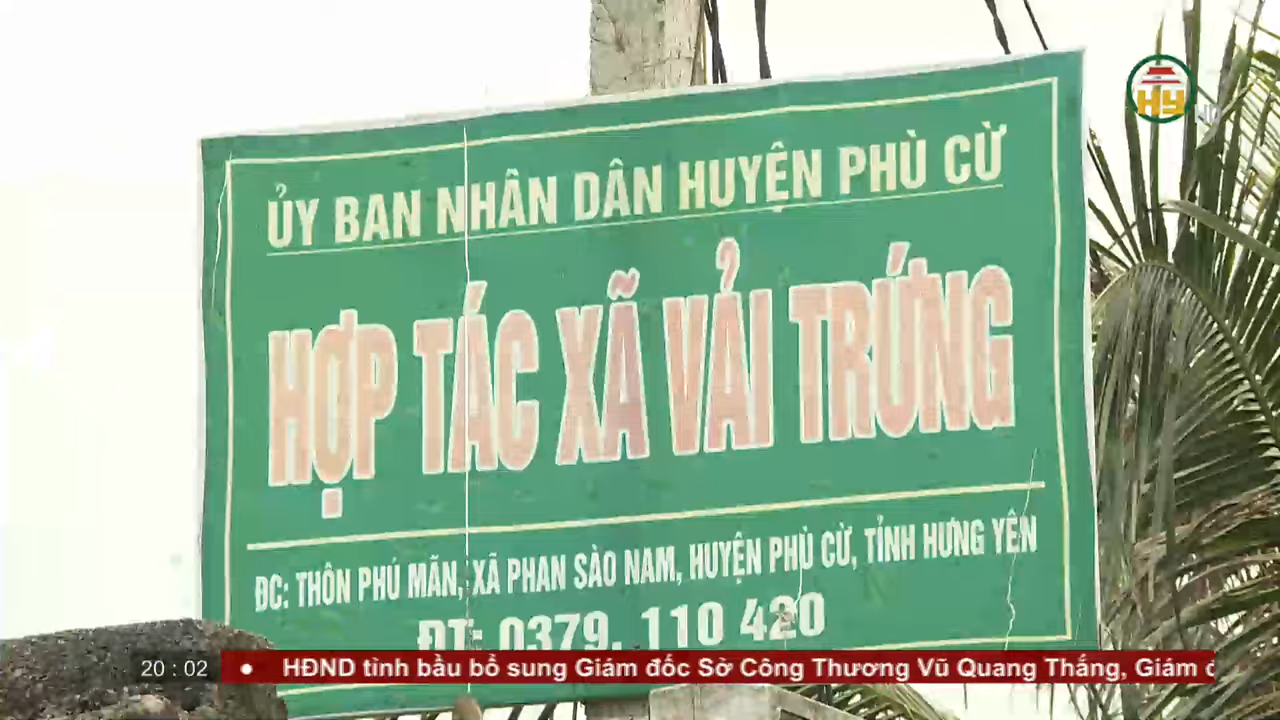 HY
ỦY BAN NHÂN DÂN HUYỆN PHÙ CỪ
HỢP TÁC XÃ VẢI TRỨNG
ĐC: THÔN PHÚ MÃN, XÃ PHAN SÀO NAM, HUYỆN PHÙ CỪ, TỈNH HƯNG YÊN
ĐT: 0379. 110 420
20 : 02 • HĐND tỉnh bầu bổ sung Giám đốc Sở Công Thương Vũ Quang Thắng, Giám